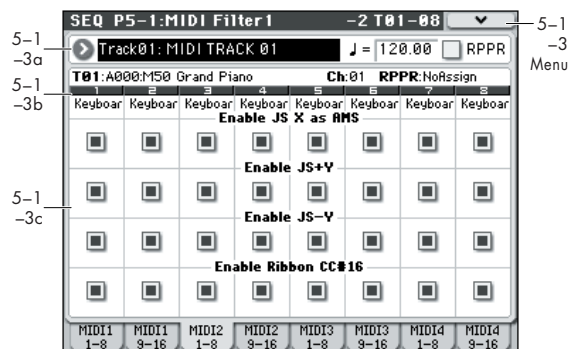 SEQ P5-1:MIDI Filter1 -2 T01-08
5-1
-3
Menu
5-1
-3a
Track01: MIDI TRACK 01 ♩= 120.00 RPPR
T01:A000:M50 Grand Piano Ch:01 RPPR:NoAssign
5-1
-3b
1 2 3 4 5 6 7 8
Keyboar Keyboar Keyboar Keyboar Keyboar Keyboar Keyboar Keyboar
Enable JS X as AMS
Enable JS+Y
5-1
-3c
Enable JS-Y
Enable Ribbon CC#16
MIDI1 1-8 MIDI1 9-16 MIDI2 1-8 MIDI2 9-16 MIDI3 1-8 MIDI3 9-16 MIDI4 1-8 MIDI4 9-16